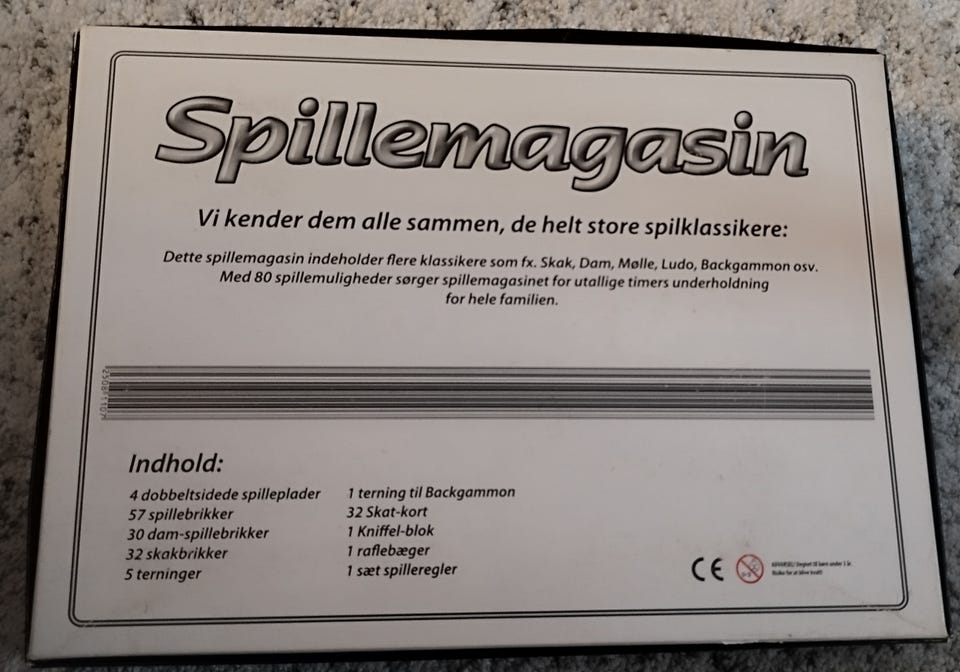 Spillemagasin
Vi kender dem alle sammen, de helt store spilklassikere:
Dette spillemagasin indeholder flere klassikere som fx. Skak, Dam, Mølle, Ludo, Backgammon osv.
Med 80 spillemuligheder sørger spillemagasinet for utallige timers underholdning
for hele familien.
Indhold:
4 dobbeltsidede spilleplader
57 spillebrikker
30 dam-spillebrikker
32 skakbrikker
5 terninger
1 terning til Backgammon
32 Skat-kort
1 Kniffel-blok
1 raflebæger
1 sæt spilleregler
CE